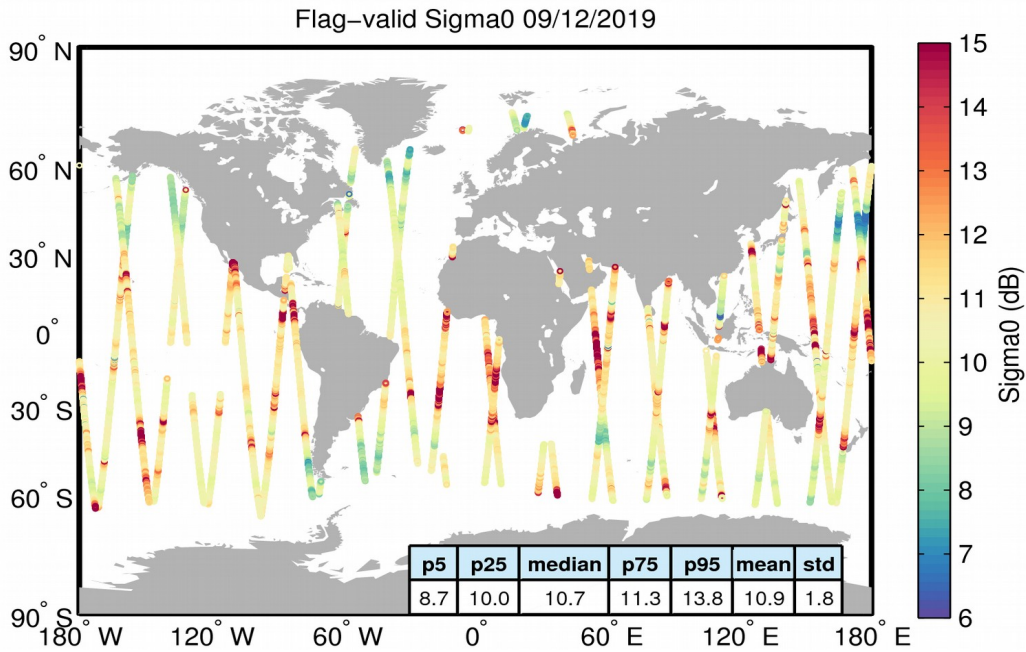 Flag−valid Sigma0 09/12/2019
90° N
60° N
30° N
0°
30° S
60° S
90° S
180° W
120° W
60° W
0°
60° E
120° E
180° E
p5 p25 median p75 p95 mean std
8.7 10.0 10.7 11.3 13.8 10.9 1.8
15
14
13
12
11
10
9
8
7
6
Sigma0 (dB)